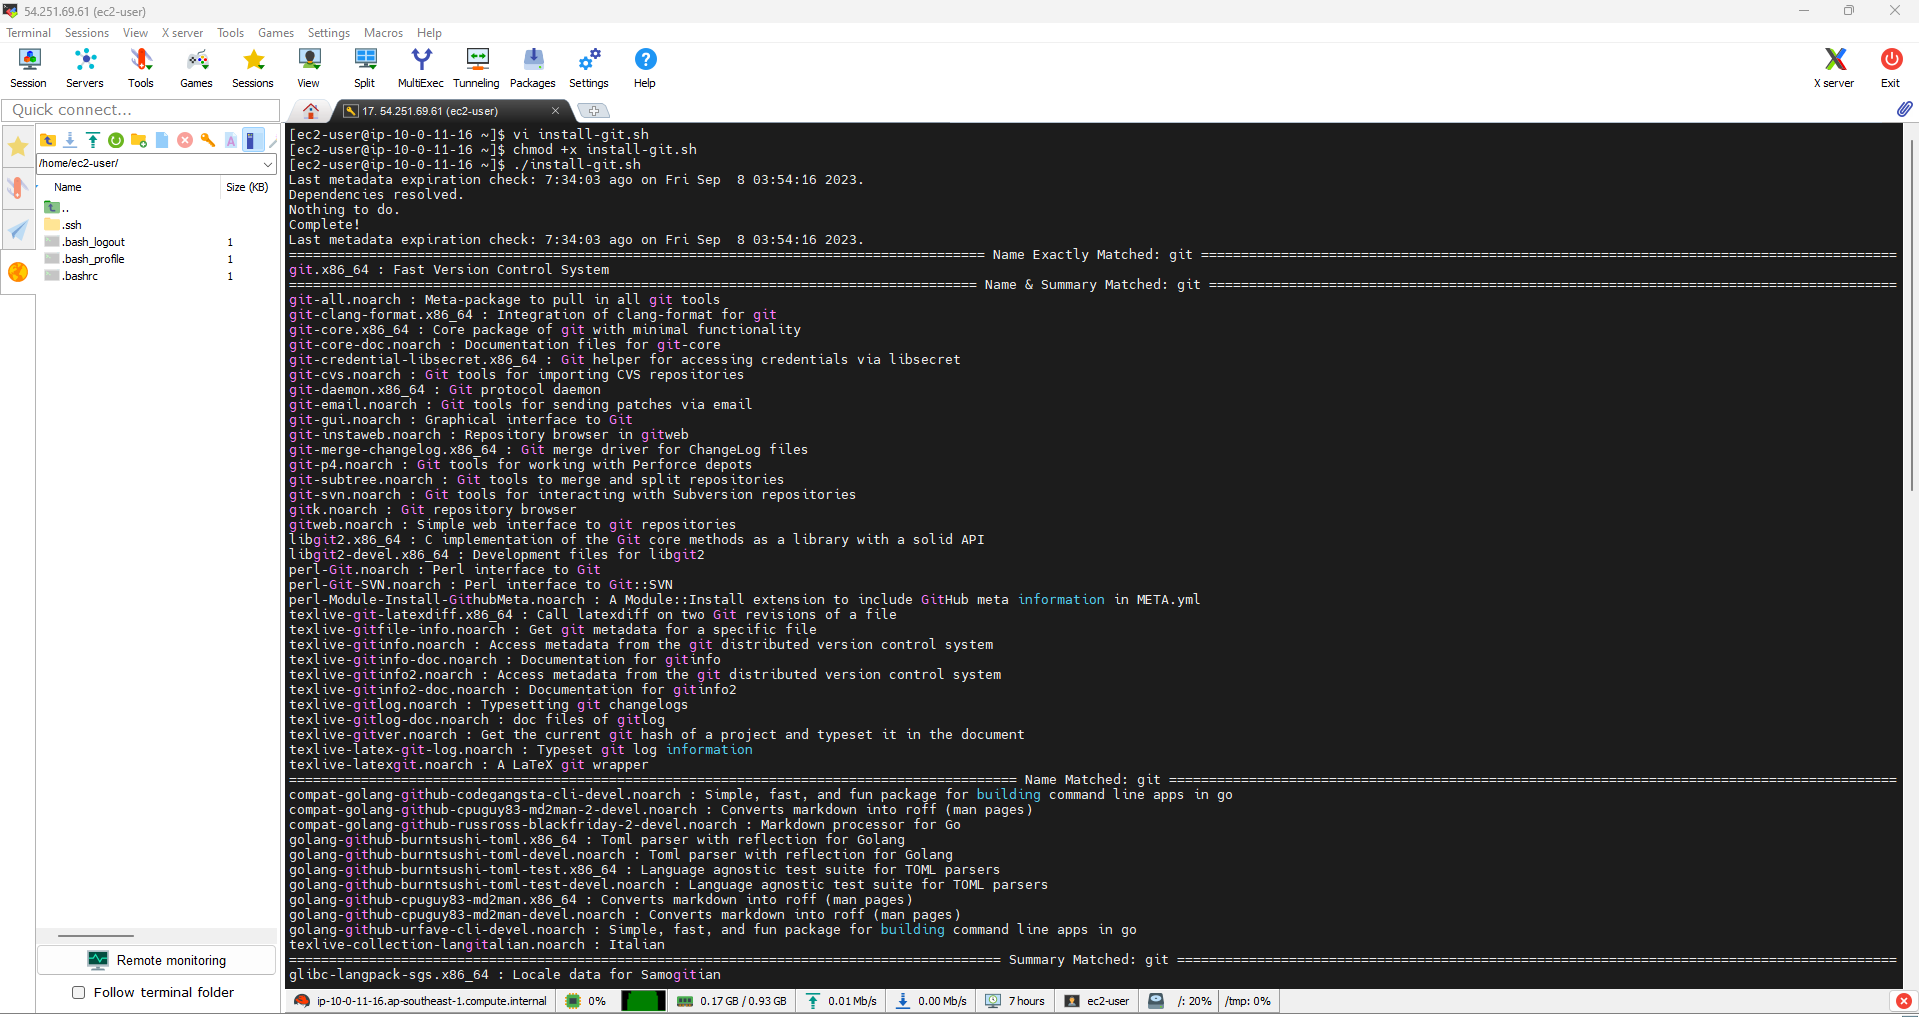 54.251.69.61 (ec2-user)
Terminal Sessions View X server Tools Games Settings Macros Help
Session Servers Tools Games Sessions View Split MultiExec Tunneling Packages Settings Help X server Exit
Quick connect...
17. 54.251.69.61 (ec2-user)
/home/ec2-user/
Name Size (KB)
..
.ssh
.bash_logout 1
.bash_profile 1
.bashrc 1
[ec2-user@ip-10-0-11-16 ~]$ vi install-git.sh
[ec2-user@ip-10-0-11-16 ~]$ chmod +x install-git.sh
[ec2-user@ip-10-0-11-16 ~]$ ./install-git.sh
Last metadata expiration check: 7:34:03 ago on Fri Sep  8 03:54:16 2023.
Dependencies resolved.
Nothing to do.
Complete!
Last metadata expiration check: 7:34:03 ago on Fri Sep  8 03:54:16 2023.
======== Name Exactly Matched: git ========
git.x86_64 : Fast Version Control System
======== Name & Summary Matched: git ========
git-all.noarch : Meta-package to pull in all git tools
git-clang-format.x86_64 : Integration of clang-format for git
git-core.x86_64 : Core package of git with minimal functionality
git-core-doc.noarch : Documentation files for git-core
git-credential-libsecret.x86_64 : Git helper for accessing credentials via libsecret
git-cvs.noarch : Git tools for importing CVS repositories
git-daemon.x86_64 : Git protocol daemon
git-email.noarch : Git tools for sending patches via email
git-gui.noarch : Graphical interface to Git
git-instaweb.noarch : Repository browser in gitweb
git-merge-changelog.x86_64 : Git merge driver for ChangeLog files
git-p4.noarch : Git tools for working with Perforce depots
git-subtree.noarch : Git tools to merge and split repositories
git-svn.noarch : Git tools for interacting with Subversion repositories
gitk.noarch : Git repository browser
gitweb.noarch : Simple web interface to git repositories
libgit2.x86_64 : C implementation of the Git core methods as a library with a solid API
libgit2-devel.x86_64 : Development files for libgit2
perl-Git.noarch : Perl interface to Git
perl-Git-SVN.noarch : Perl interface to Git::SVN
perl-Module-Install-GithubMeta.noarch : A Module::Install extension to include GitHub meta information in META.yml
texlive-git-latexdiff.x86_64 : Call latexdiff on two Git revisions of a file
texlive-gitfile-info.noarch : Get git metadata for a specific file
texlive-gitinfo.noarch : Access metadata from the git distributed version control system
texlive-gitinfo-doc.noarch : Documentation for gitinfo
texlive-gitinfo2.noarch : Access metadata from the git distributed version control system
texlive-gitinfo2-doc.noarch : Documentation for gitinfo2
texlive-gitlog.noarch : Typesetting git changelogs
texlive-gitlog-doc.noarch : doc files of gitlog
texlive-gitver.noarch : Get the current git hash of a project and typeset it in the document
texlive-latex-git-log.noarch : Typeset git log information
texlive-latexgit.noarch : A LaTeX git wrapper
======== Name Matched: git ========
compat-golang-github-codegangsta-cli-devel.noarch : Simple, fast, and fun package for building command line apps in go
compat-golang-github-cpuguy83-md2man-2-devel.noarch : Converts markdown into roff (man pages)
compat-golang-github-russross-blackfriday-2-devel.noarch : Markdown processor for Go
golang-github-burntsushi-toml.x86_64 : Toml parser with reflection for Golang
golang-github-burntsushi-toml-devel.noarch : Toml parser with reflection for Golang
golang-github-burntsushi-toml-test.x86_64 : Language agnostic test suite for TOML parsers
golang-github-burntsushi-toml-test-devel.noarch : Language agnostic test suite for TOML parsers
golang-github-cpuguy83-md2man.x86_64 : Converts markdown into roff (man pages)
golang-github-cpuguy83-md2man-devel.noarch : Converts markdown into roff (man pages)
golang-github-urfave-cli-devel.noarch : Simple, fast, and fun package for building command line apps in go
texlive-collection-langitalian.noarch : Italian
======== Summary Matched: git ========
glibc-langpack-sgs.x86_64 : Locale data for Samogitian
Remote monitoring
Follow terminal folder
ip-10-0-11-16.ap-southeast-1.compute.internal 0% 0.17 GB / 0.93 GB 0.01 Mb/s 0.00 Mb/s 7 hours ec2-user /: 20% /tmp: 0%